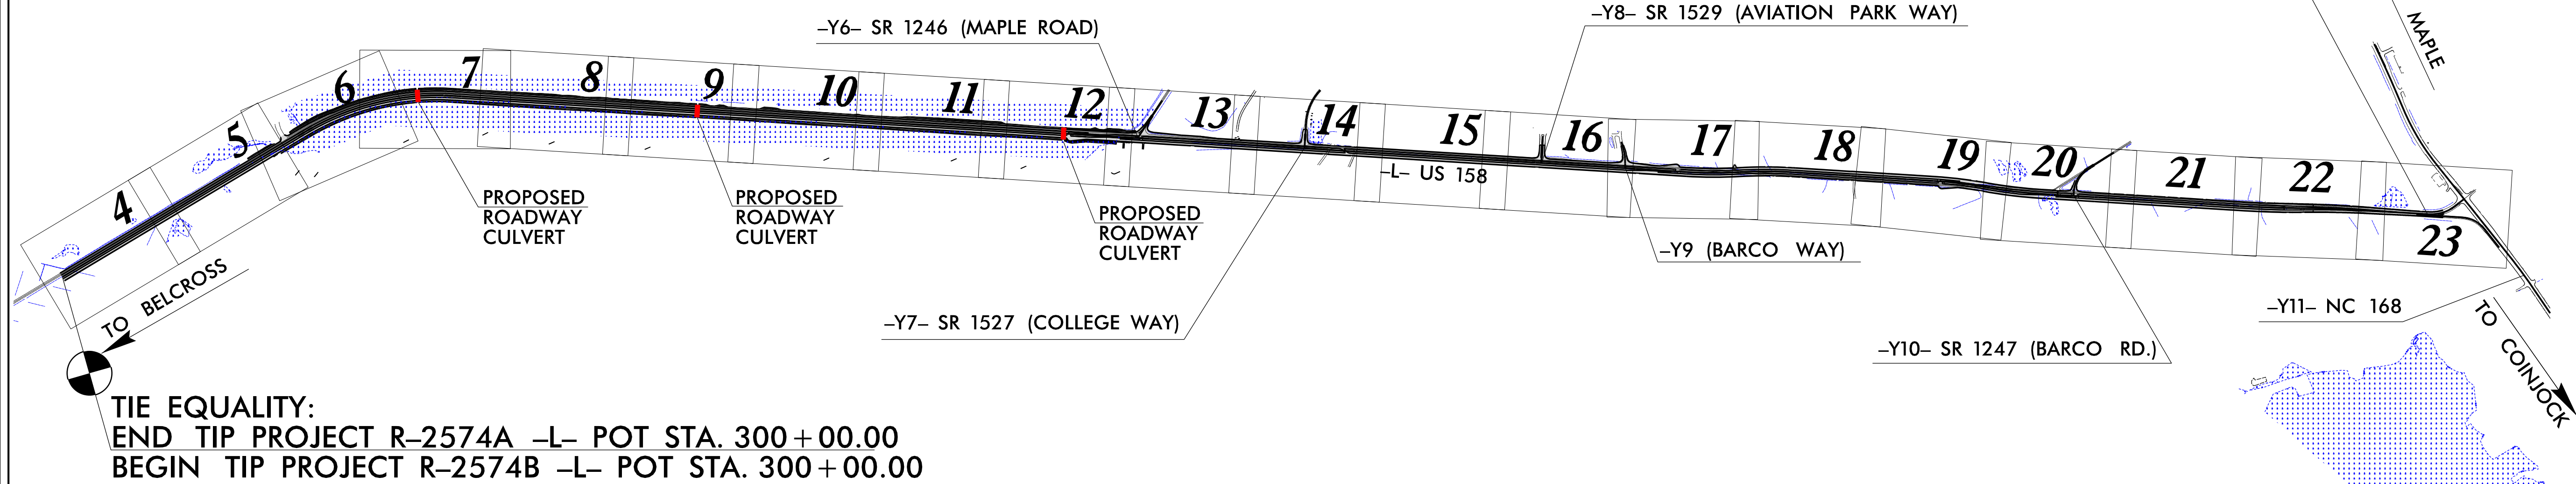 –Y6– SR 1246 (MAPLE ROAD)
–Y8– SR 1529 (AVIATION PARK WAY)
MAPLE
4
5
6
7
8
9
10
11
12
13
14
15
16
17
18
19
20
21
22
23
–L– US 158
PROPOSED
ROADWAY
CULVERT
PROPOSED
ROADWAY
CULVERT
PROPOSED
ROADWAY
CULVERT
–Y9 (BARCO WAY)
TO BELCROSS
–Y7– SR 1527 (COLLEGE WAY)
–Y11– NC 168
–Y10– SR 1247 (BARCO RD.)
TO COINJOCK
TIE EQUALITY:
END TIP PROJECT R–2574A –L– POT STA. 300+00.00
BEGIN TIP PROJECT R–2574B –L– POT STA. 300+00.00